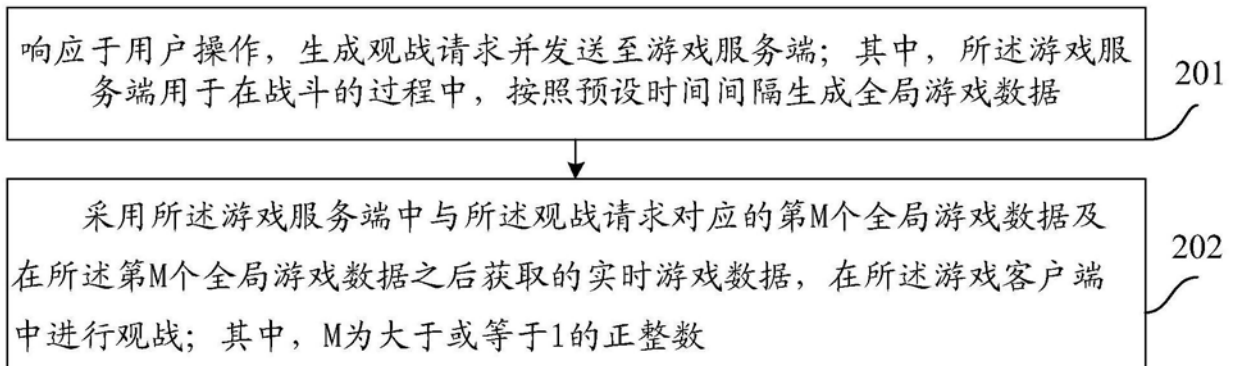 响应于用户操作，生成观战请求并发送至游戏服务端；其中，所述游戏服
务端用于在战斗的过程中，按照预设时间间隔生成全局游戏数据
201
采用所述游戏服务端中与所述观战请求对应的第M个全局游戏数据及
在所述第M个全局游戏数据之后获取的实时游戏数据，在所述游戏客户端
中进行观战；其中，M为大于或等于1的正整数
202